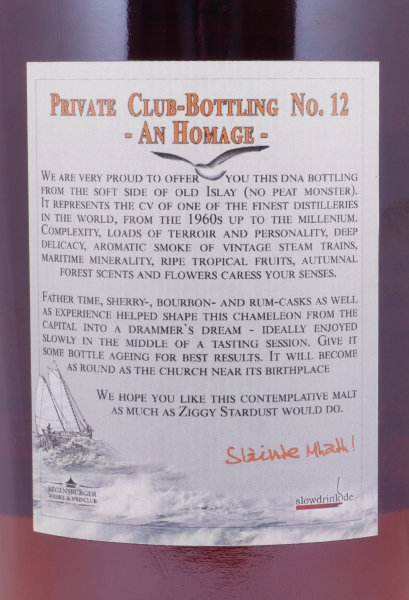 PRIVATE CLUB-BOTTLING NO. 12
- AN HOMAGE -
WE ARE VERY PROUD TO OFFER YOU THIS DNA BOTTLING
FROM THE SOFT SIDE OF OLD ISLAY (NO PEAT MONSTER).
IT REPRESENTS THE CV OF ONE OF THE FINEST DISTILLERIES
IN THE WORLD, FROM THE 1960S UP TO THE MILLENIUM.
COMPLEXITY, LOADS OF TERROIR AND PERSONALITY, DEEP
DELICACY, AROMATIC SMOKE OF VINTAGE STEAM TRAINS,
MARITIME MINERALITY, RIPE TROPICAL FRUITS, AUTUMNAL
FOREST SCENTS AND FLOWERS CARESS YOUR SENSES.
FATHER TIME, SHERRY-, BOURBON- AND RUM-CASKS AS WELL
AS EXPERIENCE HELPED SHAPE THIS CHAMELEON FROM THE
CAPITAL INTO A DRAMMER'S DREAM - IDEALLY ENJOYED
SLOWLY IN THE MIDDLE OF A TASTING SESSION. GIVE IT
SOME BOTTLE AGEING FOR BEST RESULTS. IT WILL BECOME
AS ROUND AS THE CHURCH NEAR ITS BIRTHPLACE
WE HOPE YOU LIKE THIS CONTEMPLATIVE MALT
AS MUCH AS ZIGGY STARDUST WOULD DO.
Slàinte Mhath!
REGENSBURGER
WHISKY & WEINCLUB
slowdrink.de